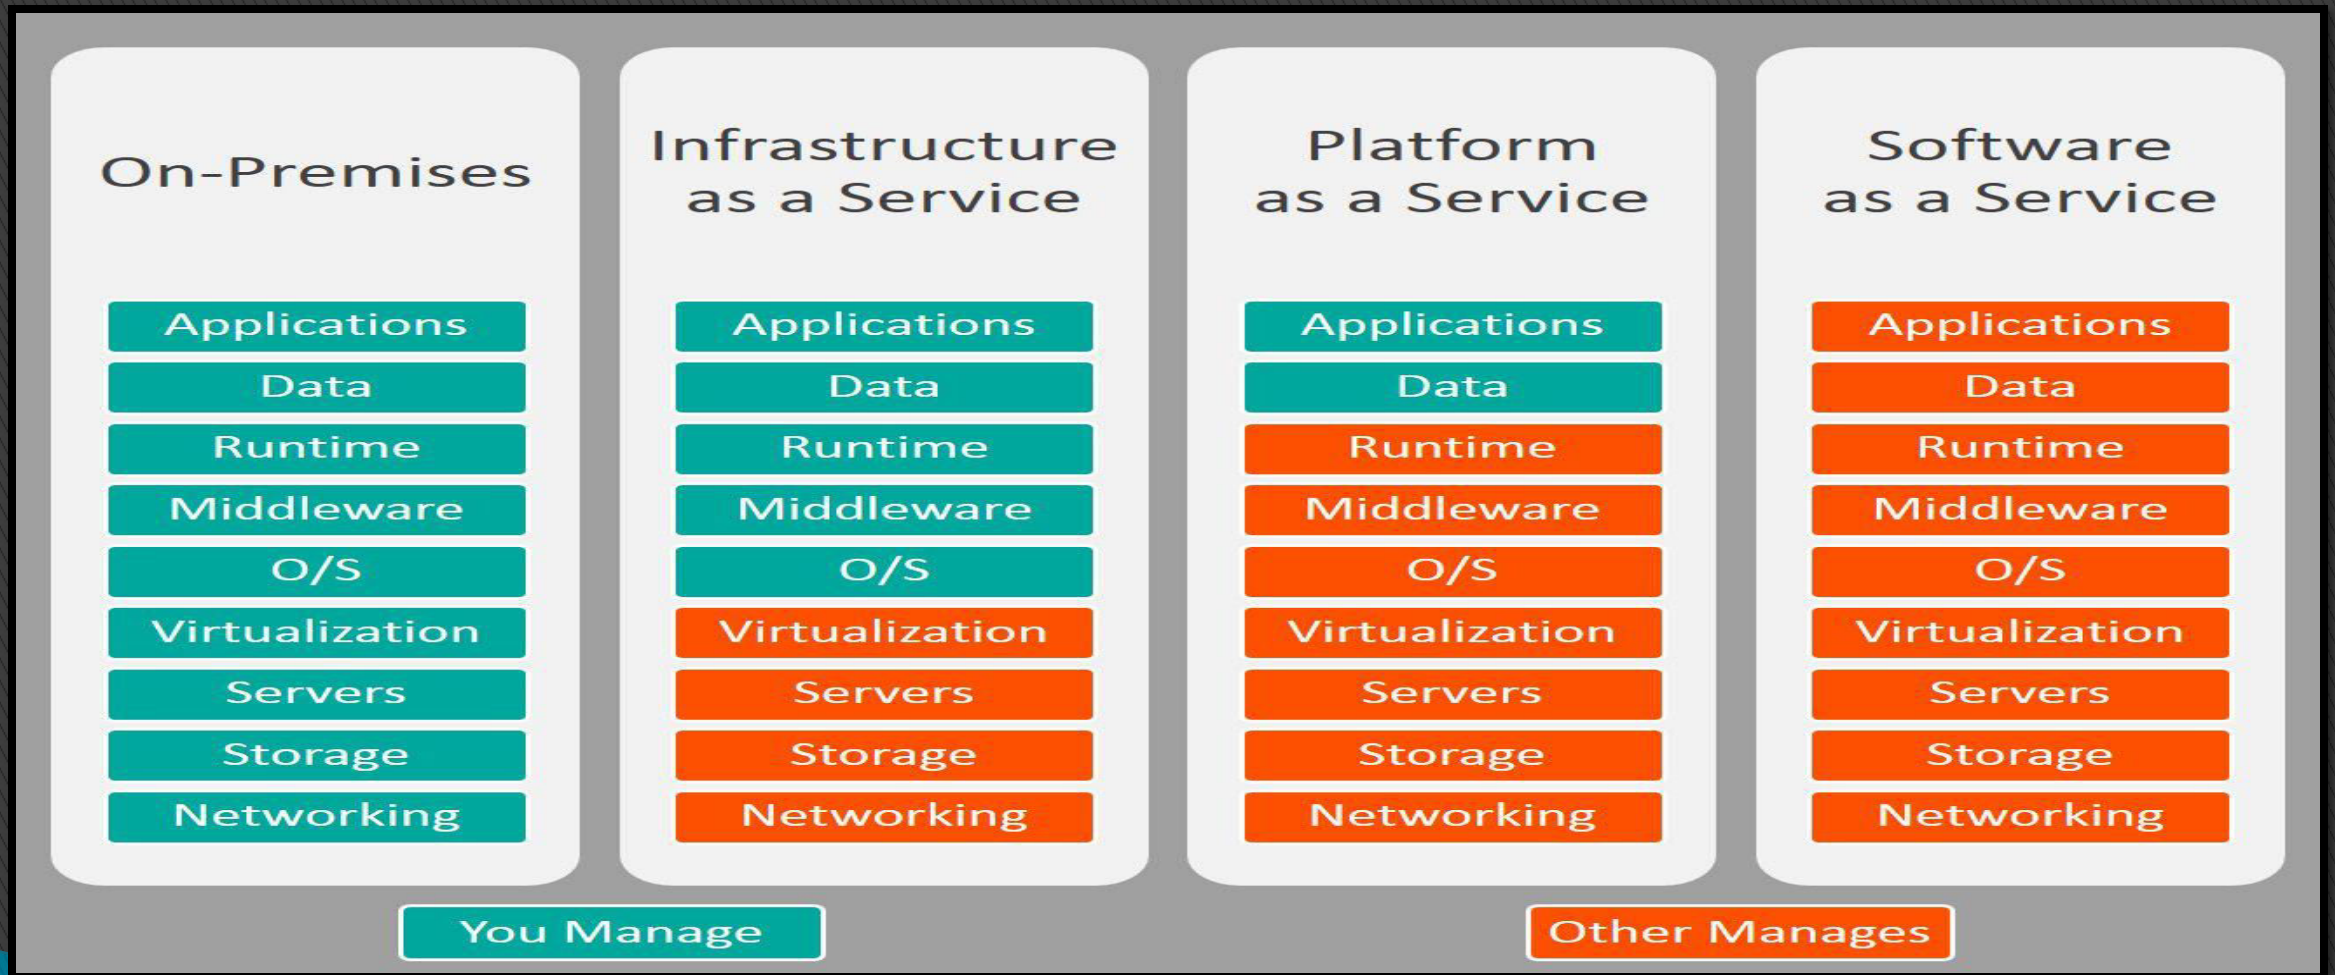 On-Premises
Applications
Data
Runtime
Middleware
O/S
Virtualization
Servers
Storage
Networking
Infrastructure
as a Service
Applications
Data
Runtime
Middleware
O/S
Virtualization
Servers
Storage
Networking
Platform
as a Service
Applications
Data
Runtime
Middleware
O/S
Virtualization
Servers
Storage
Networking
Software
as a Service
Applications
Data
Runtime
Middleware
O/S
Virtualization
Servers
Storage
Networking
You Manage
Other Manages